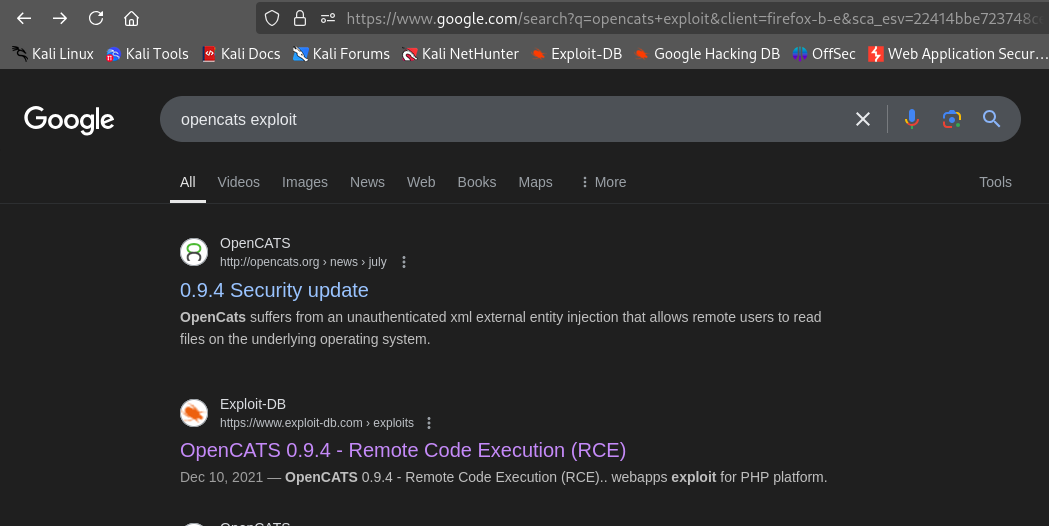 https://www.google.com/search?q=opencats+exploit&client=firefox-b-e&sca_esv=22414bbe723748c
Kali Linux Kali Tools Kali Docs Kali Forums Kali NetHunter Exploit-DB Google Hacking DB OffSec Web Application Secur...
Google
opencats exploit
All Videos Images News Web Books Maps More Tools
OpenCATS
http://opencats.org › news › july
0.9.4 Security update
OpenCats suffers from an unauthenticated xml external entity injection that allows remote users to read
files on the underlying operating system.
Exploit-DB
https://www.exploit-db.com › exploits
OpenCATS 0.9.4 - Remote Code Execution (RCE)
Dec 10, 2021 — OpenCATS 0.9.4 - Remote Code Execution (RCE).. webapps exploit for PHP platform.
OpenCATS